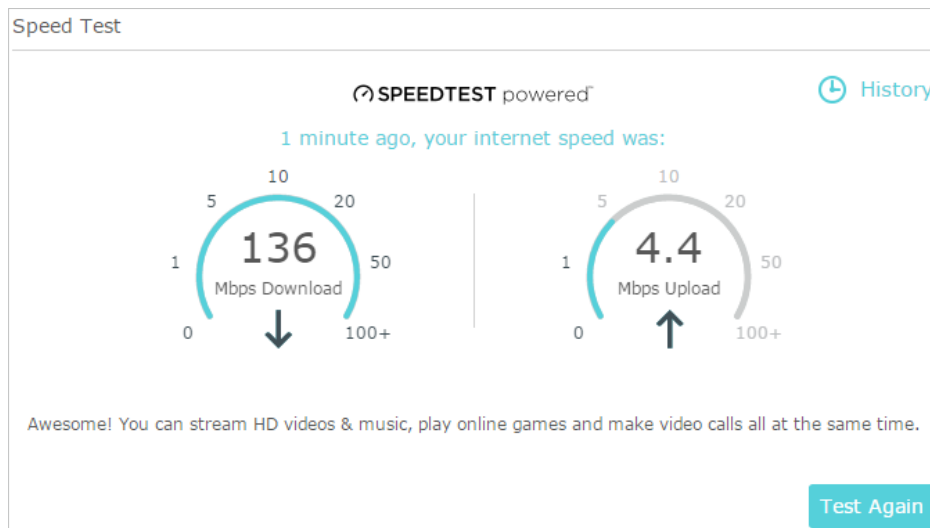 Speed Test
SPEEDTEST powered™
History
1 minute ago, your internet speed was:
10
5 20
136
1 50
Mbps Download
0 100+
10
5 20
4.4
1 50
Mbps Upload
0 100+
Awesome! You can stream HD videos & music, play online games and make video calls all at the same time.
Test Again